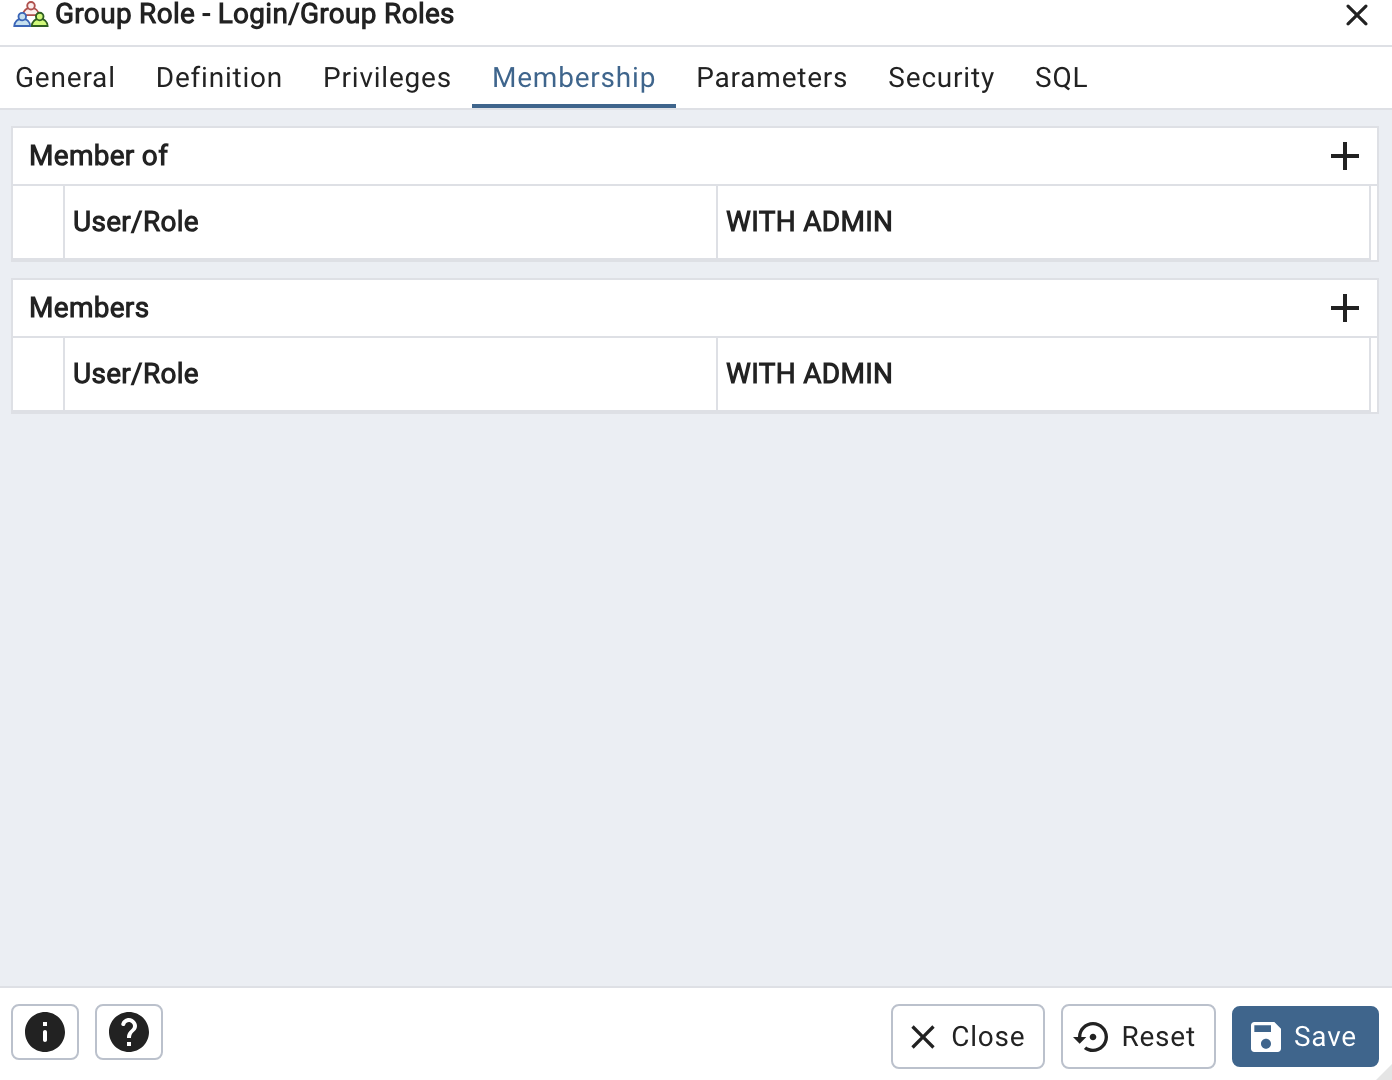 Group Role - Login/Group Roles
General Definition Privileges Membership Parameters Security SQL
Member of
User/Role WITH ADMIN
Members
User/Role WITH ADMIN
Close Reset Save